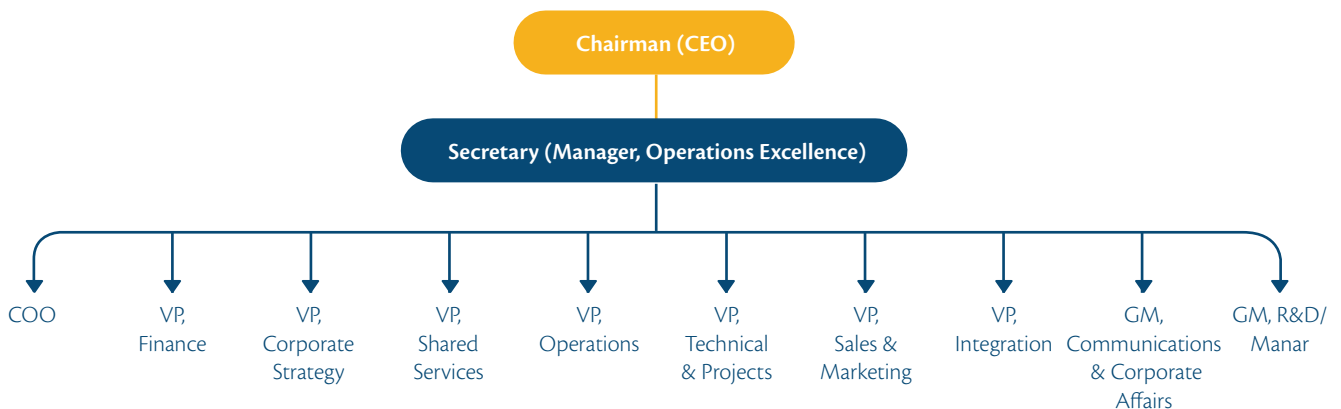 Chairman (CEO)
Secretary (Manager, Operations Excellence)
COO
VP,
Finance
VP,
Corporate
Strategy
VP,
Shared
Services
VP,
Operations
VP,
Technical
& Projects
VP,
Sales &
Marketing
VP,
Integration
GM,
Communications
& Corporate
Affairs
GM, R&D/
Manar